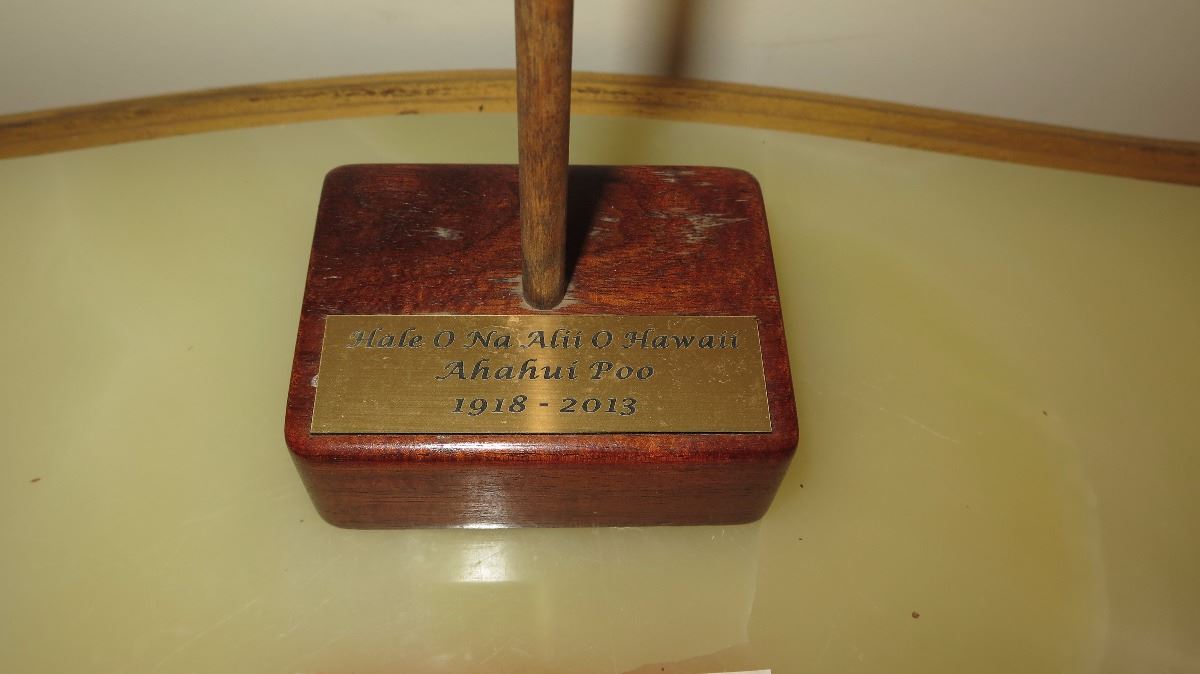 Hale O Na Alii O Hawaii
Ahahui Poo
1918 - 2013